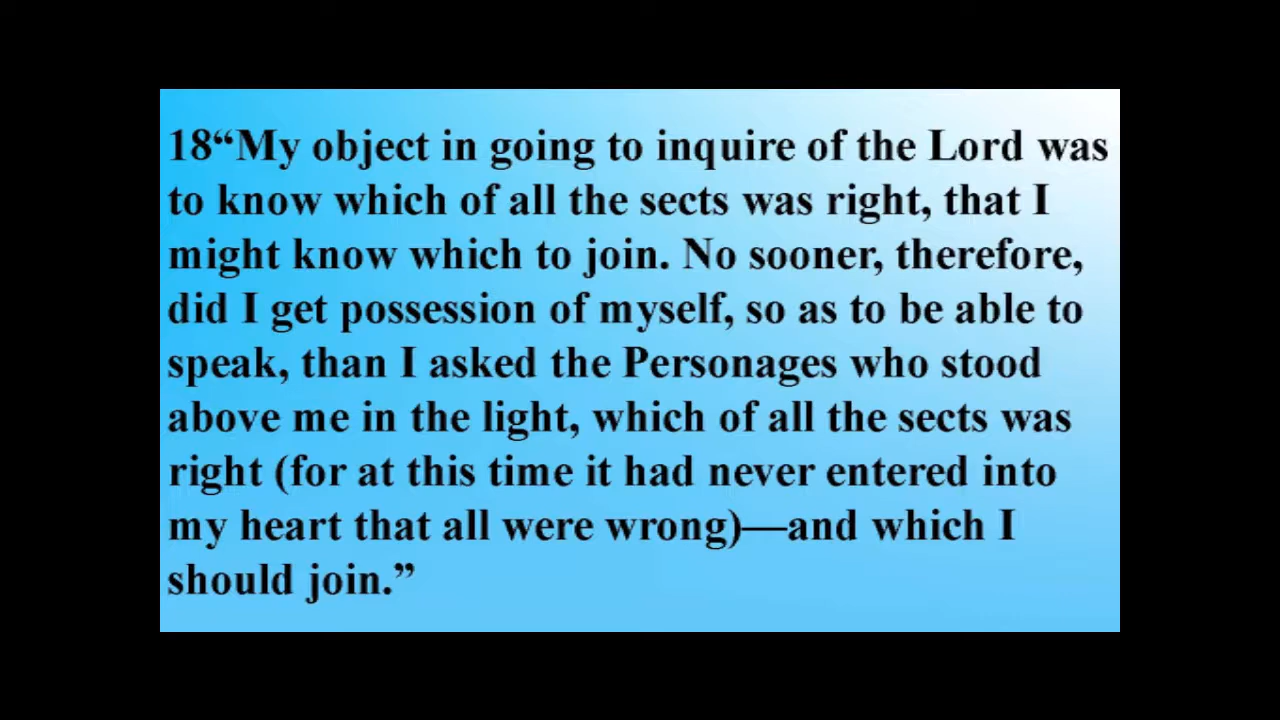 18“My object in going to inquire of the Lord was
to know which of all the sects was right, that I
might know which to join. No sooner, therefore,
did I get possession of myself, so as to be able to
speak, than I asked the Personages who stood
above me in the light, which of all the sects was
right (for at this time it had never entered into
my heart that all were wrong)—and which I
should join.”